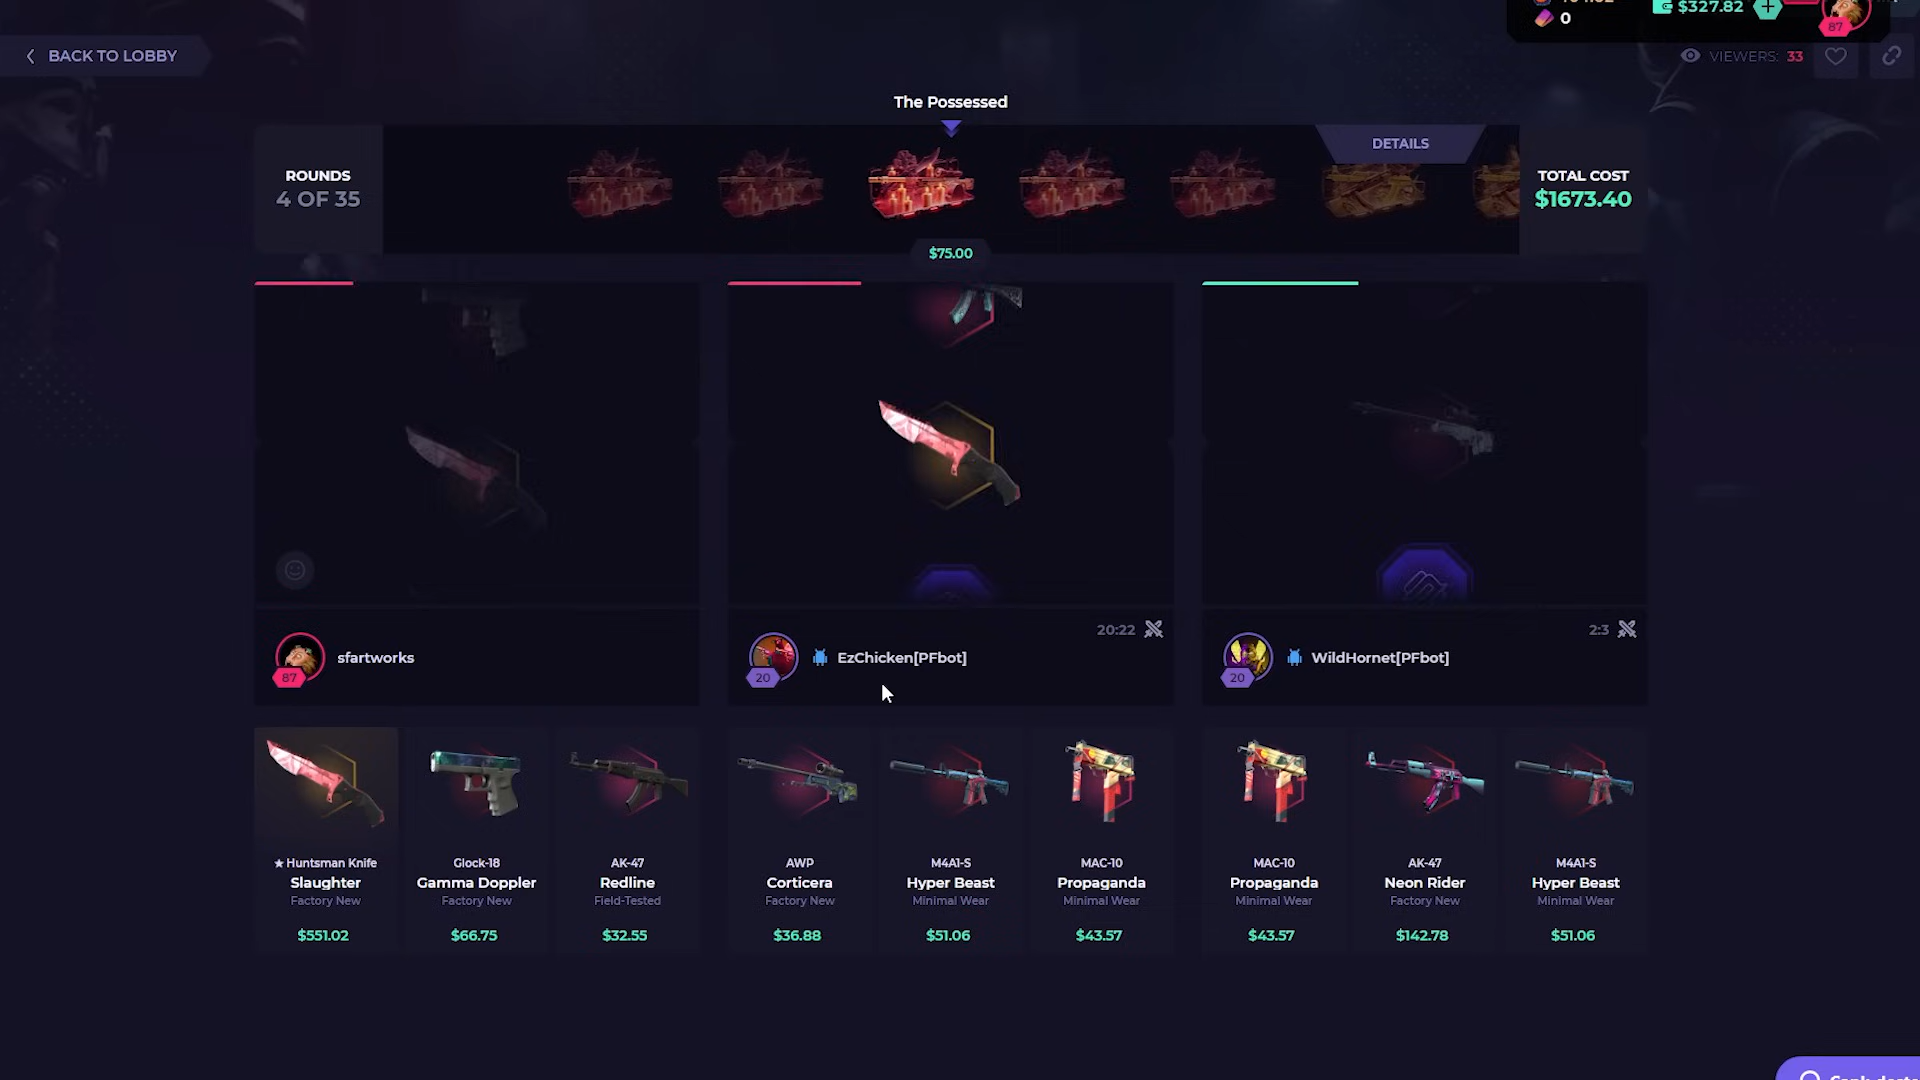 0
$327.82
87
BACK TO LOBBY
VIEWERS: 33
The Possessed
DETAILS
ROUNDS
4 OF 35
TOTAL COST
$1673.40
$75.00
87
sfartworks
20:22
20
EzChicken[PFbot]
2:3
20
WildHornet[PFbot]
★ Huntsman Knife
Slaughter
Factory New
$551.02
Glock-18
Gamma Doppler
Factory New
$66.75
AK-47
Redline
Field-Tested
$32.55
AWP
Corticera
Factory New
$36.88
M4A1-S
Hyper Beast
Minimal Wear
$51.06
MAC-10
Propaganda
Minimal Wear
$43.57
MAC-10
Propaganda
Minimal Wear
$43.57
AK-47
Neon Rider
Factory New
$142.78
M4A1-S
Hyper Beast
Minimal Wear
$51.06